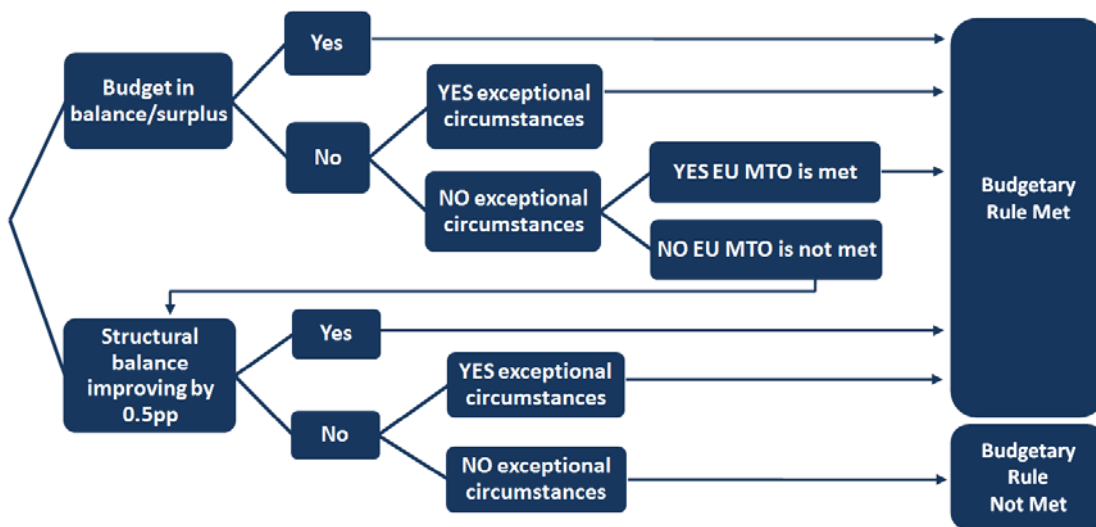 Yes
Budget in
balance/surplus
YES exceptional
circumstances
No
YES EU MTO is met
NO exceptional
circumstances
Budgetary
Rule Met
NO EU MTO is not met
Structural
balance
improving by
0.5pp
Yes
YES exceptional
circumstances
No
NO exceptional
circumstances
Budgetary
Rule
Not Met